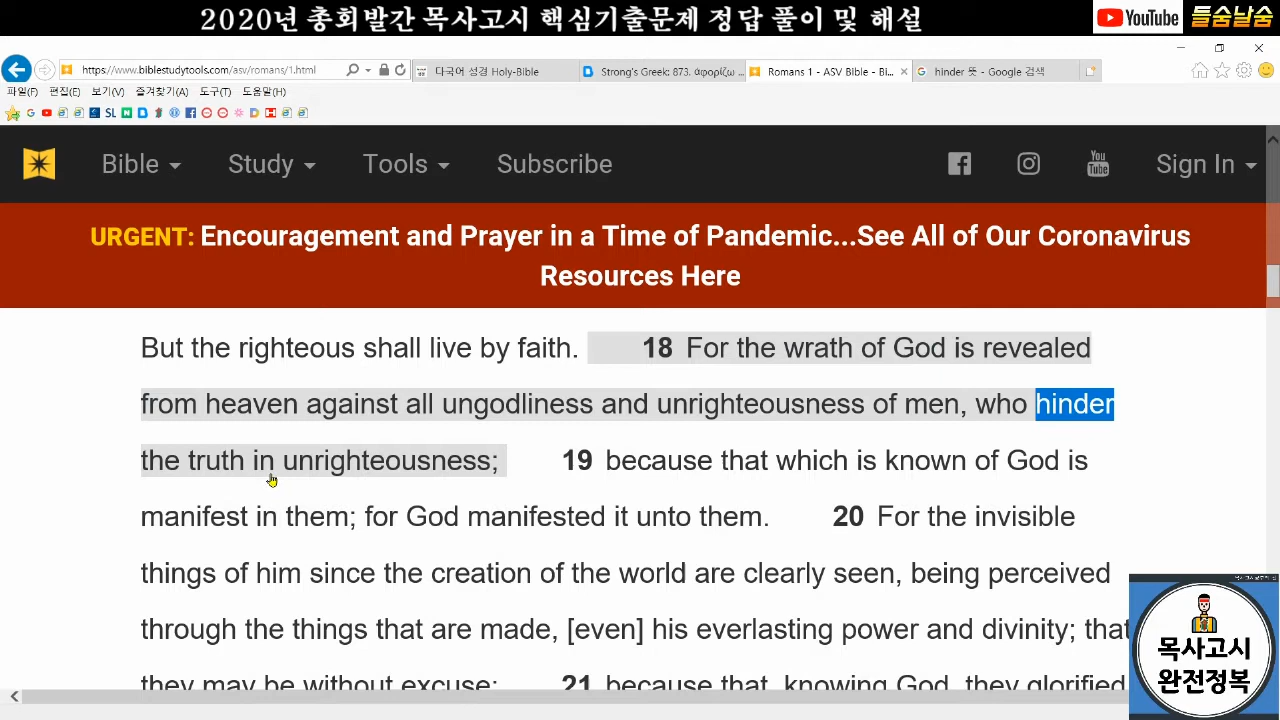 2020년 총회발간 목사고시 핵심기출문제 정답 풀이 및 해설
YouTube 들숨날숨
https://www.biblestudytools.com/asv/romans/1.html
다국어 성경 Holy-Bible
Strong's Greek: 873. ἀφορίζω ...
Romans 1 - ASV Bible - Bi...
hinder 뜻 - Google 검색
파일(F) 편집(E) 보기(V) 즐겨찾기(A) 도구(T) 도움말(H)
Bible Study Tools Subscribe You Tube Sign In
URGENT: Encouragement and Prayer in a Time of Pandemic...See All of Our Coronavirus
Resources Here
But the righteous shall live by faith. 18 For the wrath of God is revealed
from heaven against all ungodliness and unrighteousness of men, who hinder
the truth in unrighteousness; 19 because that which is known of God is
manifest in them; for God manifested it unto them. 20 For the invisible
things of him since the creation of the world are clearly seen, being perceived
through the things that are made, [even] his everlasting power and divinity; that
they may be without excuse: 21 because that, knowing God, they glorified
목사고시
완전정복